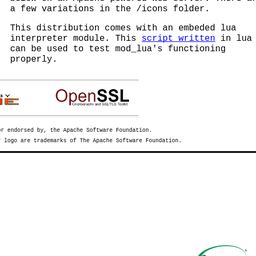 a few variations in the /icons folder.
This distribution comes with an embeded lua
interpreter module. This script written in lua
can be used to test mod_lua's functioning
properly.
OpenSSL
Cryptography and SSL/TLS Toolkit
or endorsed by, the Apache Software Foundation.
logo are trademarks of The Apache Software Foundation.